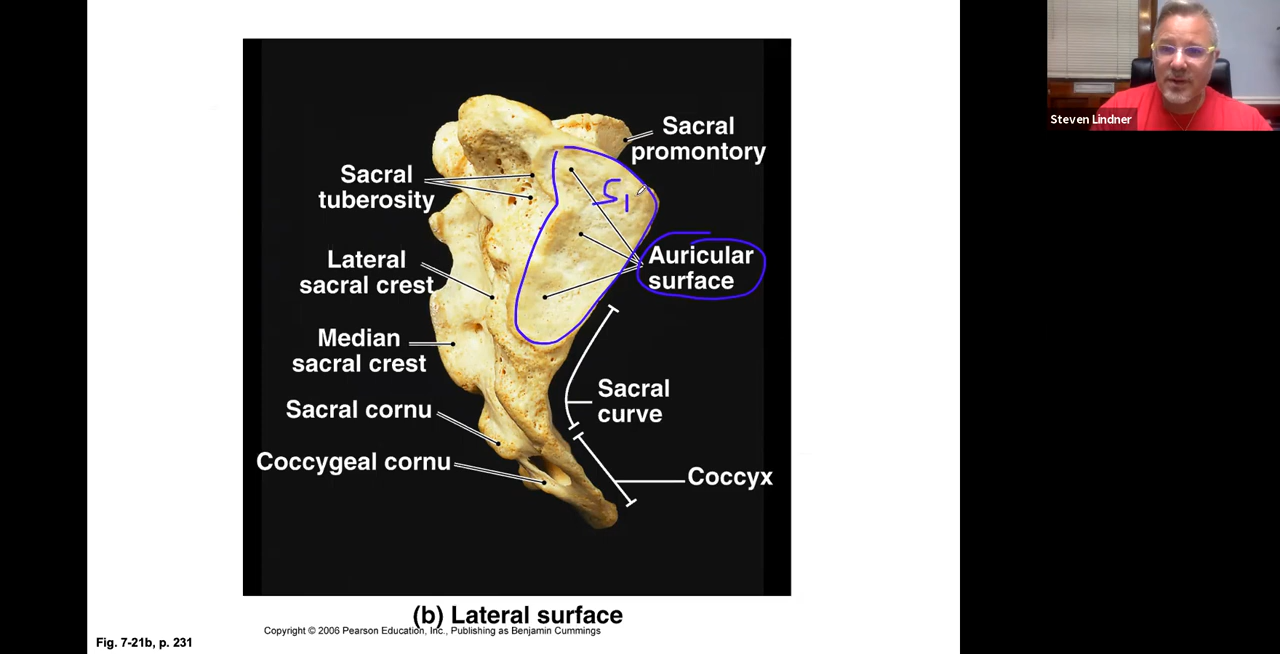 Steven Lindner
Sacral
promontory
Sacral
tuberosity
S1
Auricular
surface
Lateral
sacral crest
Median
sacral crest
Sacral
curve
Sacral cornu
Coccygeal cornu
Coccyx
(b) Lateral surface
Copyright © 2006 Pearson Education, Inc., Publishing as Benjamin Cummings
Fig. 7-21b, p. 231